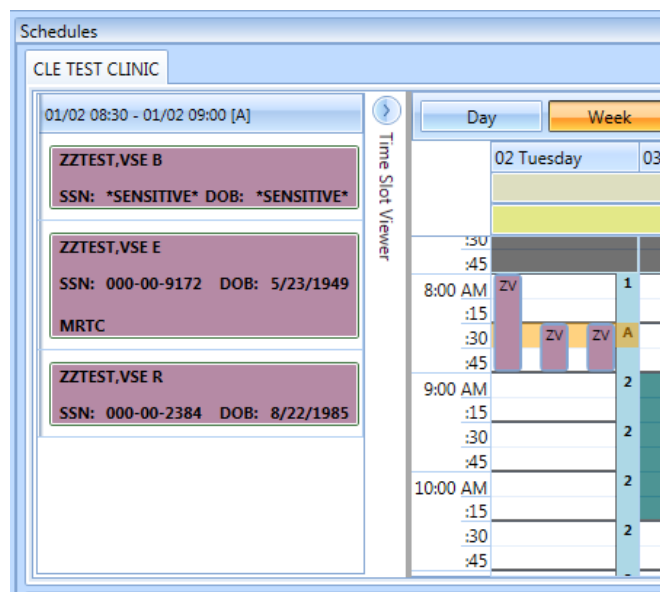 Schedules
CLE TEST CLINIC
01/02 08:30 - 01/02 09:00 [A]
ZZTEST,VSE B
SSN: *SENSITIVE* DOB: *SENSITIVE*
ZZTEST,VSE E
SSN: 000-00-9172 DOB: 5/23/1949
MRTC
ZZTEST,VSE R
SSN: 000-00-2384 DOB: 8/22/1985
Time Slot Viewer
Day Week
02 Tuesday 03
:30
:45
8:00 AM ZV 1
:15
:30 ZV ZV A
:45
9:00 AM 2
:15
:30 2
:45
10:00 AM 2
:15
:30 2
:45